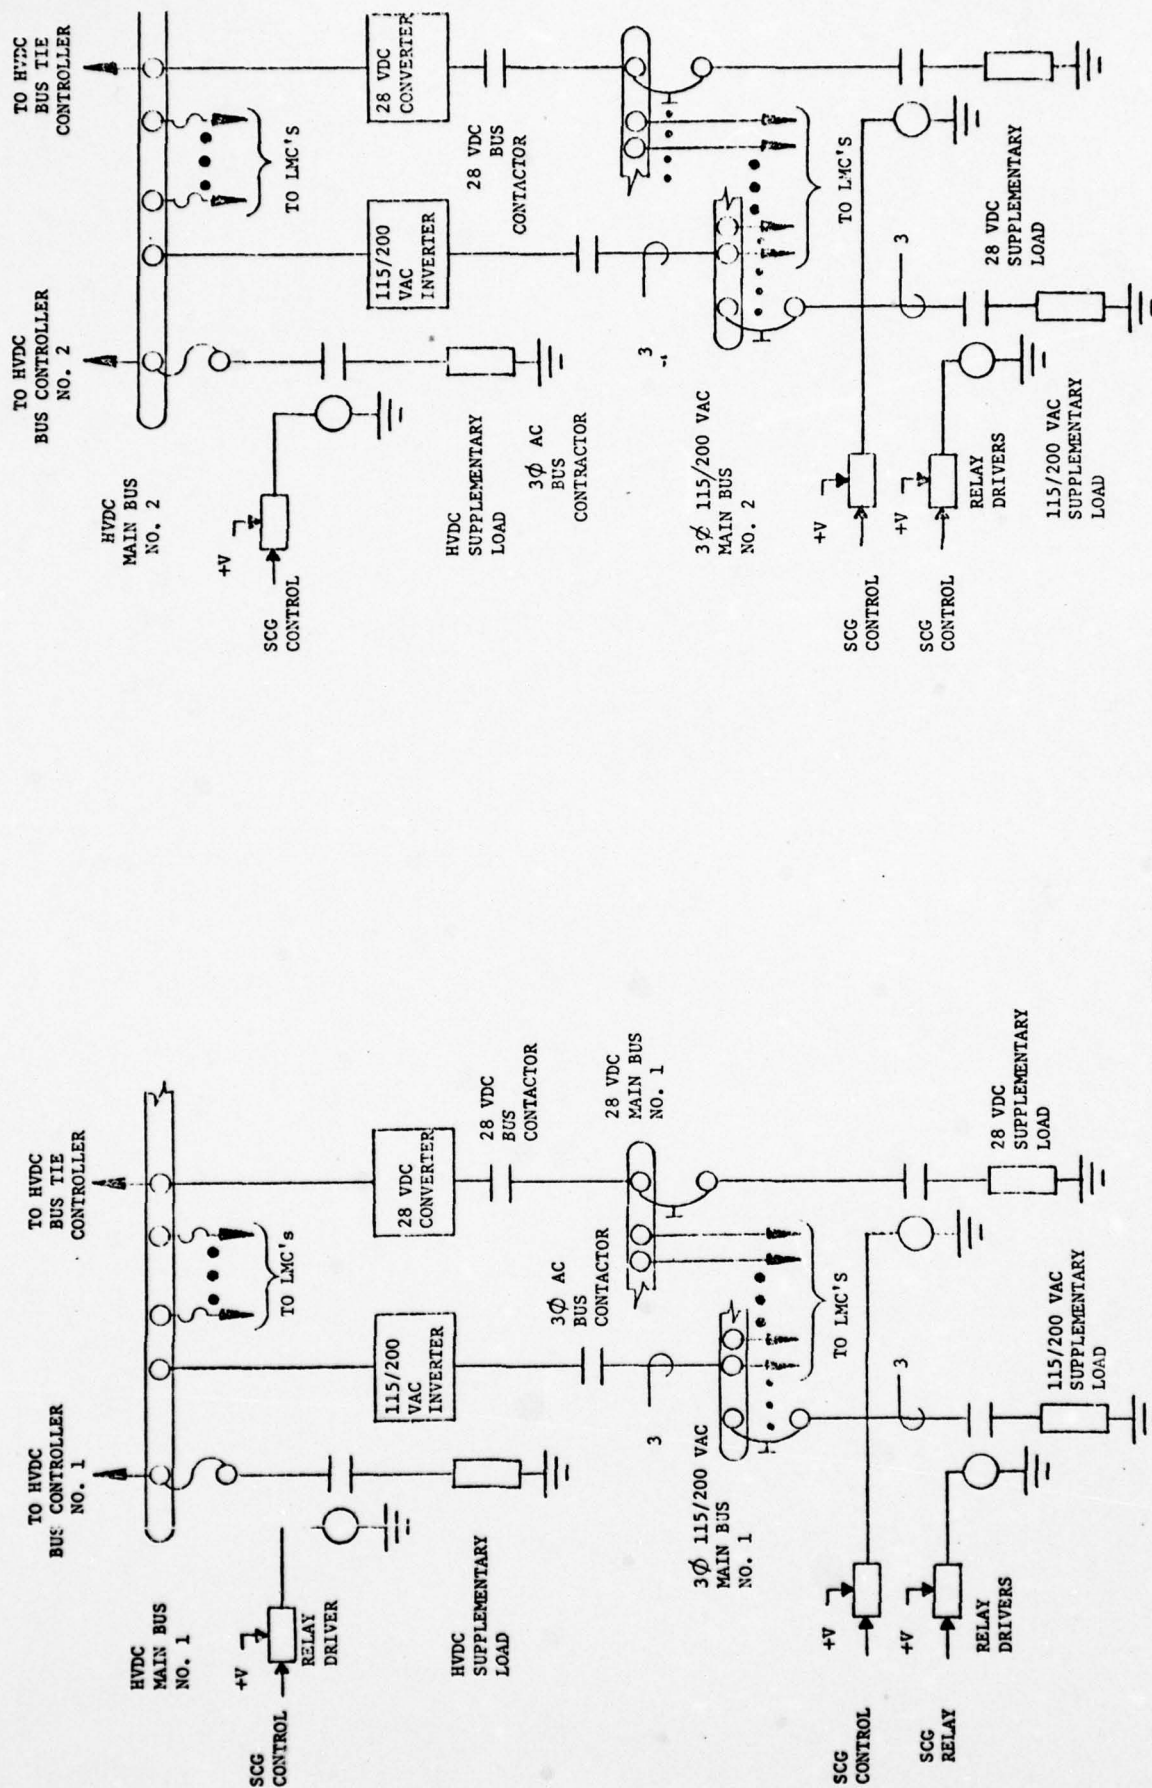 TO HVDC
BUS CONTROLLER
NO. 1
TO HVDC
BUS TIE
CONTROLLER
HVDC
MAIN BUS
NO. 1
TO LMC's
+V
SCG
CONTROL
RELAY
DRIVER
115/200
VAC
INVERTER
28 VDC
CONVERTER
28 VDC
BUS
CONTACTOR
HVDC
SUPPLEMENTARY
LOAD
3Ø AC
BUS
CONTACTOR
28 VDC
MAIN BUS
NO. 1
3
3Ø 115/200 VAC
MAIN BUS
NO. 1
TO LMC'S
+V
SCG
CONTROL
3
+V
SCG
RELAY
RELAY
DRIVERS
28 VDC
SUPPLEMENTARY
LOAD
115/200 VAC
SUPPLEMENTARY
LOAD
TO HVDC
BUS CONTROLLER
NO. 2
TO HVDC
BUS TIE
CONTROLLER
HVDC
MAIN BUS
NO. 2
TO LMC'S
+V
SCG
CONTROL
115/200
VAC
INVERTER
28 VDC
CONVERTER
28 VDC
BUS
CONTACTOR
HVDC
SUPPLEMENTARY
LOAD
3Ø AC
BUS
CONTRACTOR
3
3Ø 115/200 VAC
MAIN BUS
NO. 2
TO LMC'S
+V
SCG
CONTROL
3
+V
SCG
CONTROL
RELAY
DRIVERS
28 VDC
SUPPLEMENTARY
LOAD
115/200 VAC
SUPPLEMENTARY
LOAD